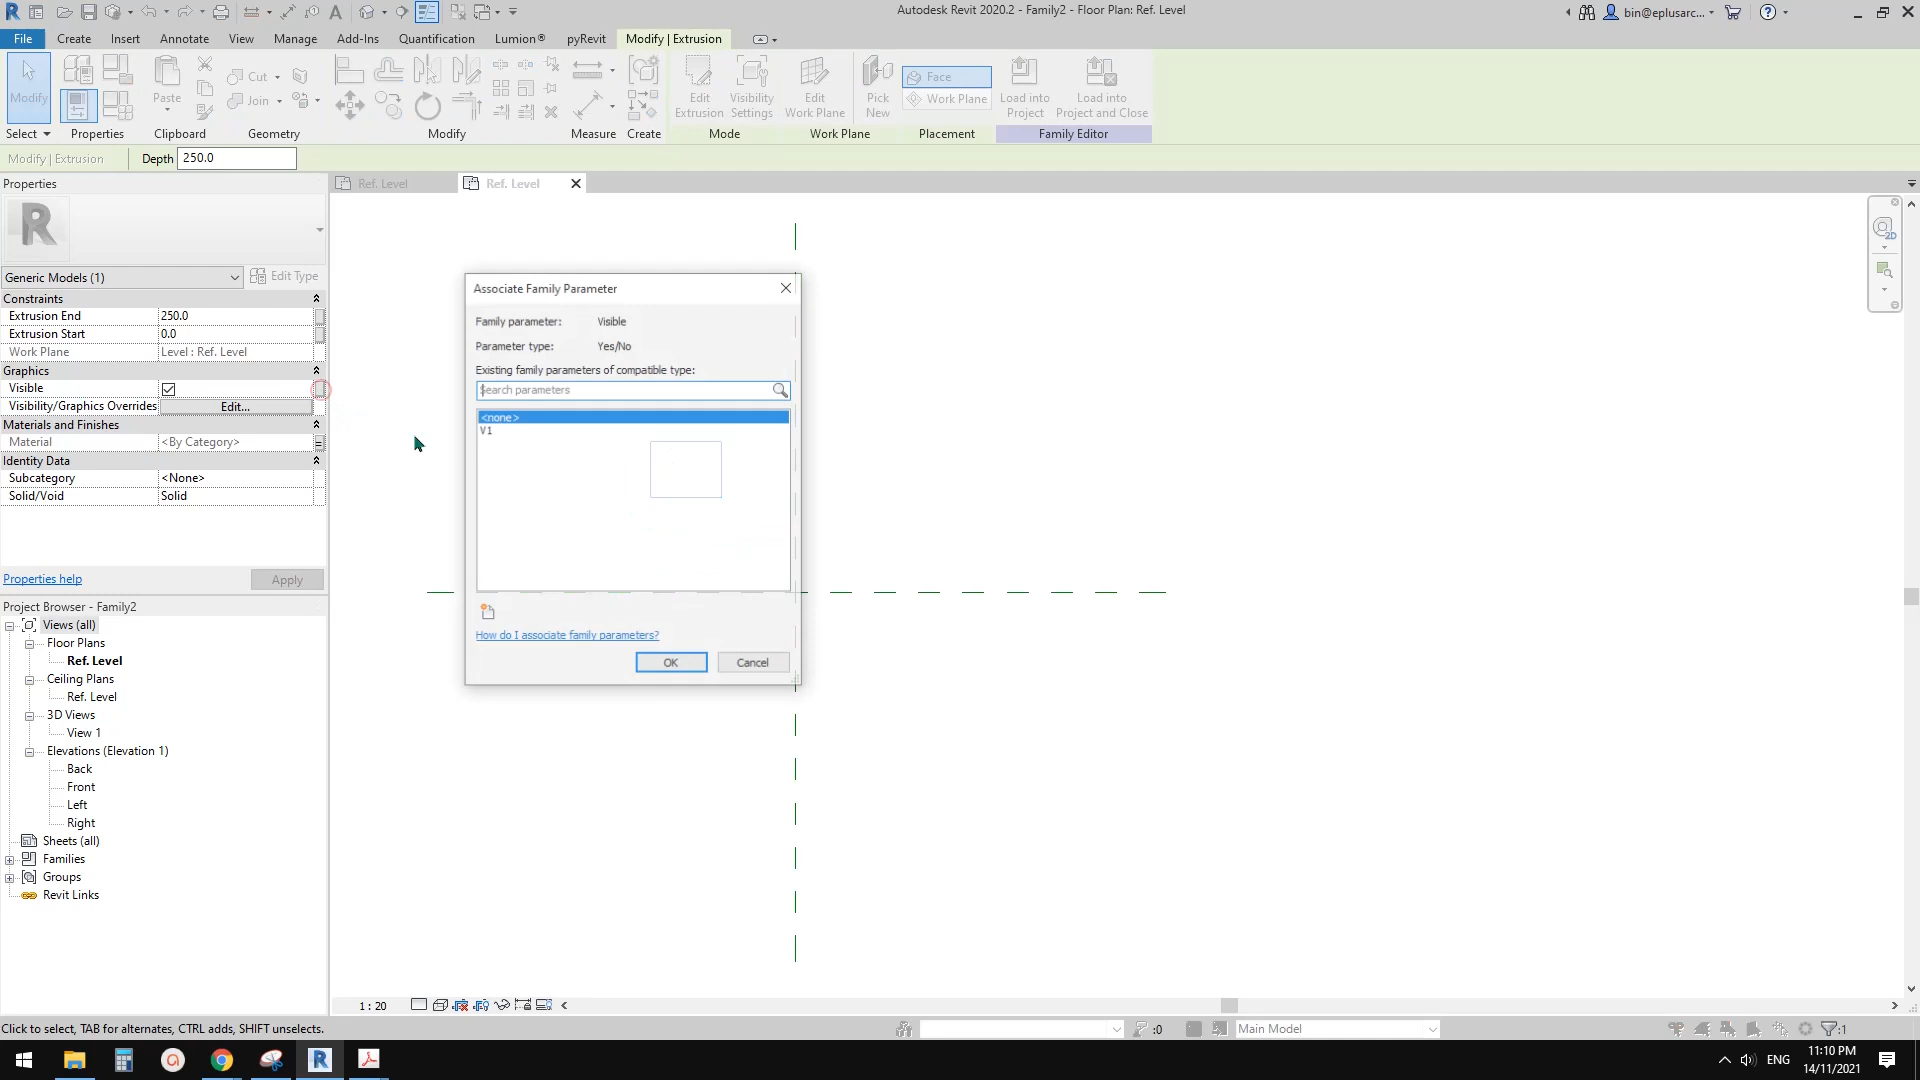 Autodesk Revit 2020.2 - Family2 - Floor Plan: Ref. Level
bin@eplusarc...
File Create Insert Annotate View Manage Add-Ins Quantification Lumion® pyRevit Modify | Extrusion
Modify
Paste
Cut
Join
Edit Extrusion
Visibility Settings
Edit Work Plane
Pick New
Face
Work Plane
Load into Project
Load into Project and Close
Select Properties Clipboard Geometry Modify Measure Create Mode Work Plane Placement Family Editor
Modify | Extrusion Depth 250.0
Properties
Ref. Level
Ref. Level
R
Generic Models (1) Edit Type
Constraints
Extrusion End 250.0
Extrusion Start 0.0
Work Plane Level : Ref. Level
Graphics
Visible
Visibility/Graphics Overrides Edit...
Materials and Finishes
Material <By Category>
Identity Data
Subcategory <None>
Solid/Void Solid
Properties help Apply
Project Browser - Family2
Views (all)
Floor Plans
Ref. Level
Ceiling Plans
Ref. Level
3D Views
View 1
Elevations (Elevation 1)
Back
Front
Left
Right
Sheets (all)
Families
Groups
Revit Links
Associate Family Parameter
Family parameter: Visible
Parameter type: Yes/No
Existing family parameters of compatible type:
Search parameters
<none>
V1
How do I associate family parameters?
OK Cancel
2D
1 : 20
Click to select, TAB for alternates, CTRL adds, SHIFT unselects.
:0
Main Model
:1
ENG
11:10 PM
14/11/2021